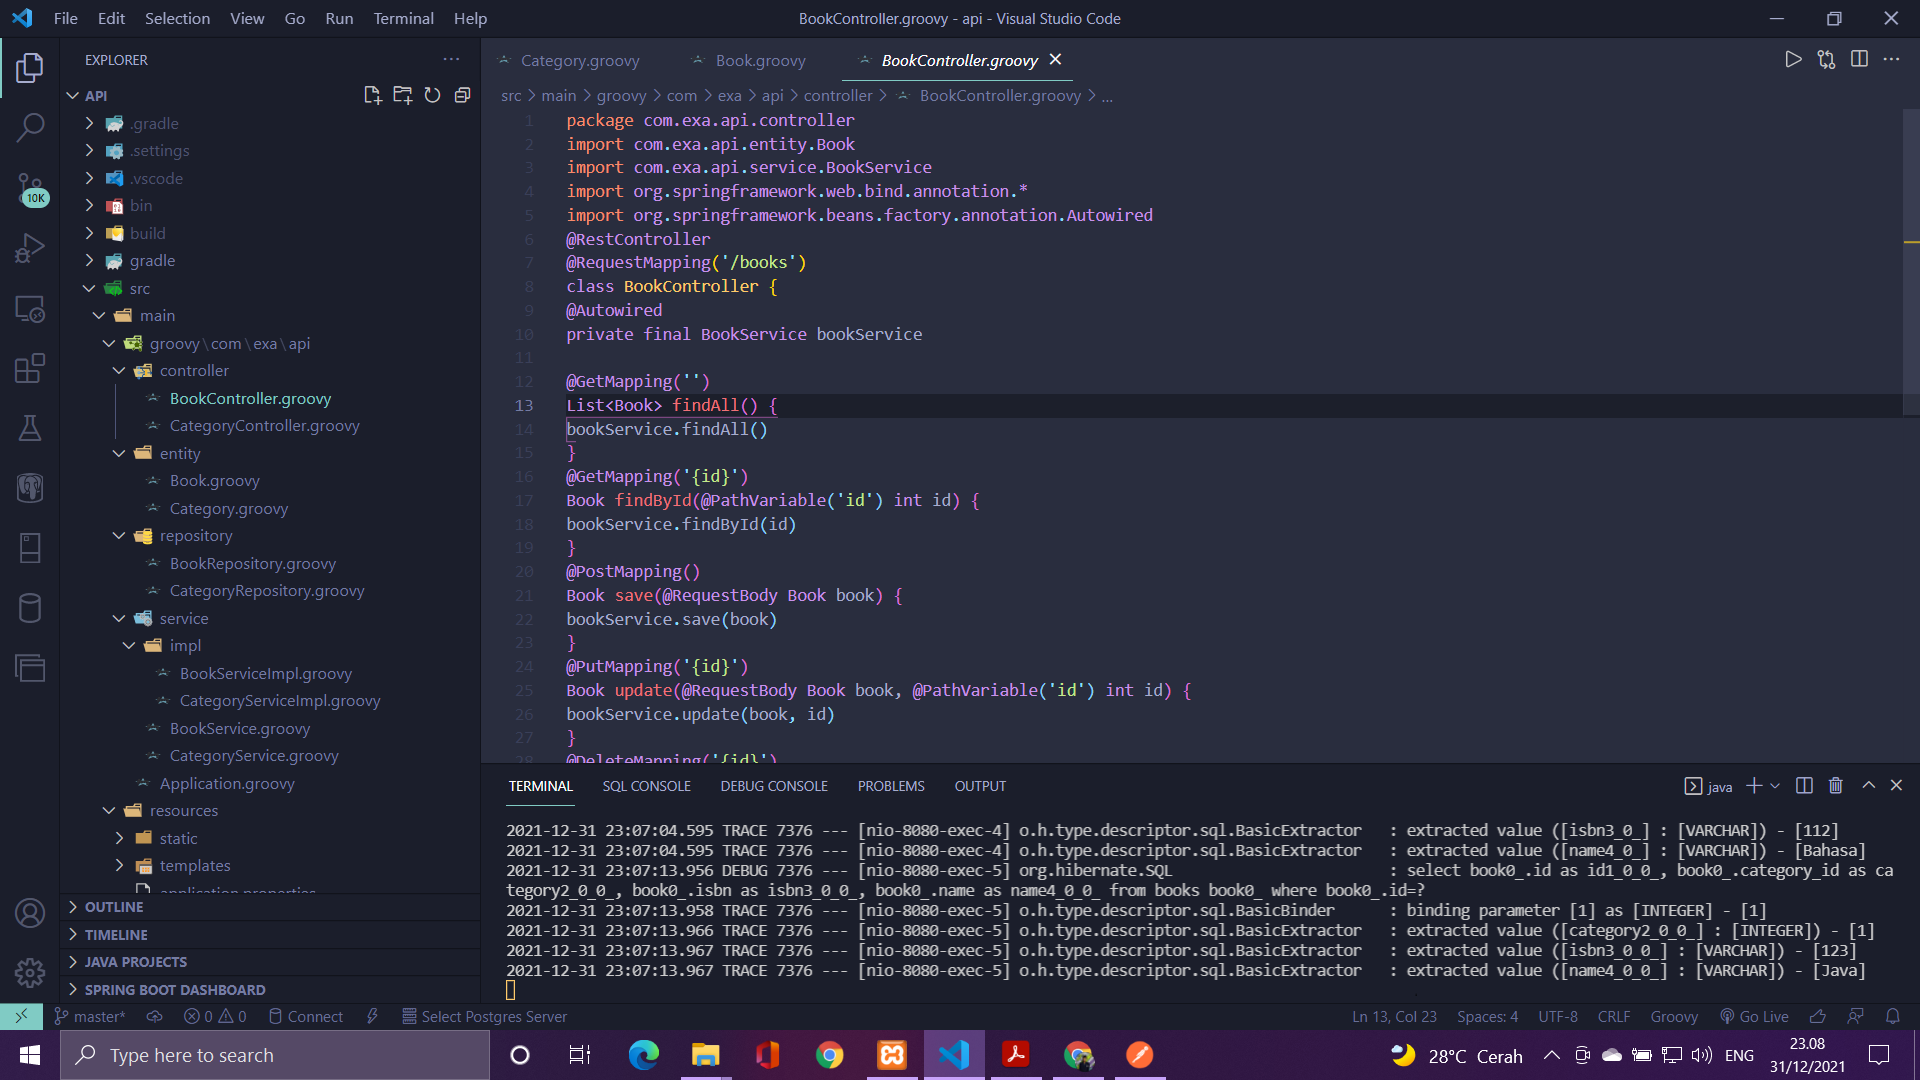 File Edit Selection View Go Run Terminal Help
BookController.groovy - api - Visual Studio Code
EXPLORER
API
.gradle
.settings
.vscode
bin
build
gradle
src
main
groovy\com\exa\api
controller
BookController.groovy
CategoryController.groovy
entity
Book.groovy
Category.groovy
repository
BookRepository.groovy
CategoryRepository.groovy
service
impl
BookServiceImpl.groovy
CategoryServiceImpl.groovy
BookService.groovy
CategoryService.groovy
Application.groovy
resources
static
templates
application.properties
OUTLINE
TIMELINE
JAVA PROJECTS
SPRING BOOT DASHBOARD
10K
Category.groovy Book.groovy BookController.groovy
src > main > groovy > com > exa > api > controller > BookController.groovy > ...
1 package com.exa.api.controller
2 import com.exa.api.entity.Book
3 import com.exa.api.service.BookService
4 import org.springframework.web.bind.annotation.*
5 import org.springframework.beans.factory.annotation.Autowired
6 @RestController
7 @RequestMapping('/books')
8 class BookController {
9 @Autowired
10 private final BookService bookService
11
12 @GetMapping('')
13 List<Book> findAll() {
14 bookService.findAll()
15 }
16 @GetMapping('{id}')
17 Book findById(@PathVariable('id') int id) {
18 bookService.findById(id)
19 }
20 @PostMapping()
21 Book save(@RequestBody Book book) {
22 bookService.save(book)
23 }
24 @PutMapping('{id}')
25 Book update(@RequestBody Book book, @PathVariable('id') int id) {
26 bookService.update(book, id)
27 }
28 @DeleteMapping('{id}')
TERMINAL SQL CONSOLE DEBUG CONSOLE PROBLEMS OUTPUT
java
2021-12-31 23:07:04.595 TRACE 7376 --- [nio-8080-exec-4] o.h.type.descriptor.sql.BasicExtractor : extracted value ([isbn3_0_] : [VARCHAR]) - [112]
2021-12-31 23:07:04.595 TRACE 7376 --- [nio-8080-exec-4] o.h.type.descriptor.sql.BasicExtractor : extracted value ([name4_0_] : [VARCHAR]) - [Bahasa]
2021-12-31 23:07:13.956 DEBUG 7376 --- [nio-8080-exec-5] org.hibernate.SQL : select book0_.id as id1_0_0_, book0_.category_id as ca
tegory2_0_0_, book0_.isbn as isbn3_0_0_, book0_.name as name4_0_0_ from books book0_ where book0_.id=?
2021-12-31 23:07:13.958 TRACE 7376 --- [nio-8080-exec-5] o.h.type.descriptor.sql.BasicBinder : binding parameter [1] as [INTEGER] - [1]
2021-12-31 23:07:13.966 TRACE 7376 --- [nio-8080-exec-5] o.h.type.descriptor.sql.BasicExtractor : extracted value ([category2_0_0_] : [INTEGER]) - [1]
2021-12-31 23:07:13.967 TRACE 7376 --- [nio-8080-exec-5] o.h.type.descriptor.sql.BasicExtractor : extracted value ([isbn3_0_0_] : [VARCHAR]) - [123]
2021-12-31 23:07:13.967 TRACE 7376 --- [nio-8080-exec-5] o.h.type.descriptor.sql.BasicExtractor : extracted value ([name4_0_0_] : [VARCHAR]) - [Java]
master* 0 0 Connect Select Postgres Server
Ln 13, Col 23 Spaces: 4 UTF-8 CRLF Groovy Go Live
Type here to search
28°C Cerah ENG
23.08
31/12/2021